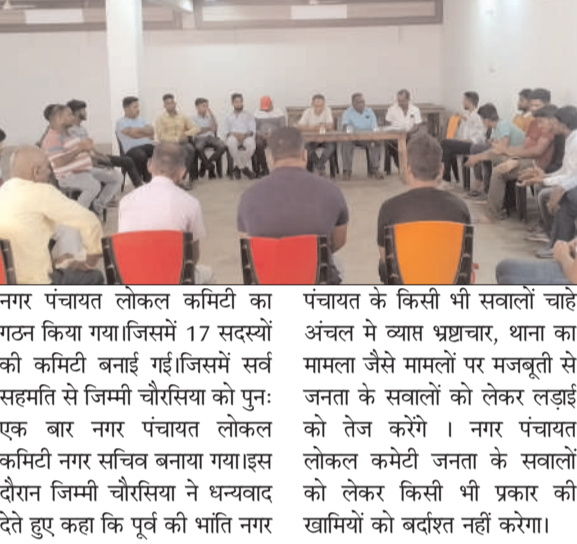 नगर पंचायत लोकल कमिटी का
गठन किया गया।जिसमें 17 सदस्यों
की कमिटी बनाई गई।जिसमें सर्व
सहमति से जिम्मी चौरसिया को पुनः
एक बार नगर पंचायत लोकल
कमिटी नगर सचिव बनाया गया।इस
दौरान जिम्मी चौरसिया ने धन्यवाद
देते हुए कहा कि पूर्व की भांति नगर
पंचायत के किसी भी सवालों चाहे
अंचल मे व्याप्त भ्रष्टाचार, थाना का
मामला जैसे मामलों पर मजबूती से
जनता के सवालों को लेकर लड़ाई
को तेज करेंगे । नगर पंचायत
लोकल कमेटी जनता के सवालों
को लेकर किसी भी प्रकार की
खामियों को बर्दाश्त नहीं करेगा।